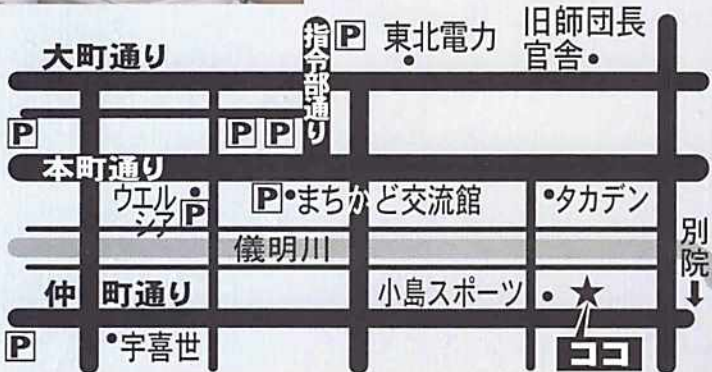 旧師団長
官舎
P
東北電力
指令部通り
大町通り
P
P
P
本町通り
ウエル
シア
P
P
まちかど交流館
タカデン
儀明川
別院
仲町通り
小島スポーツ
P
宇喜世
ココ